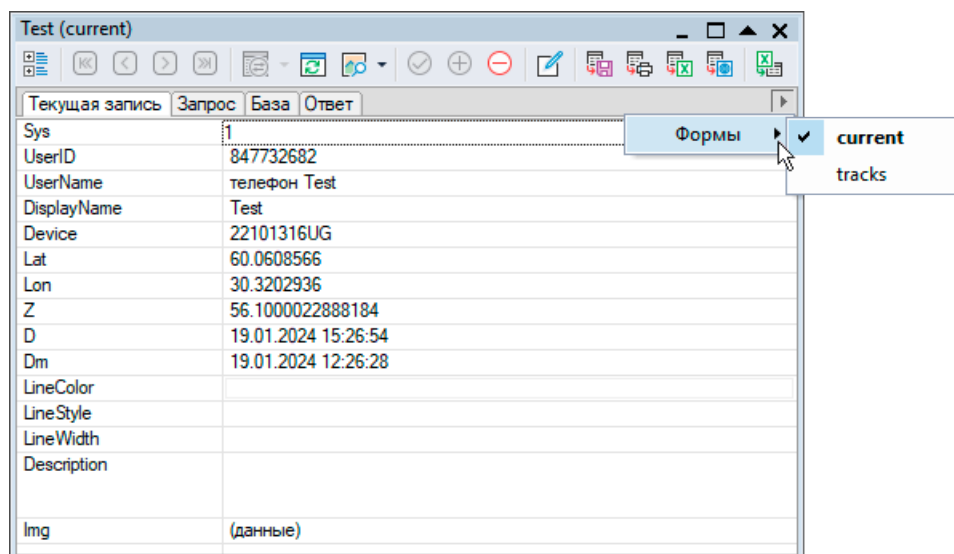 Test (current)
Текущая запись Запрос База Ответ
Формы current
tracks
Sys 1
UserID 847732682
UserName телефон Test
DisplayName Test
Device 22101316UG
Lat 60.0608566
Lon 30.3202936
Z 56.1000022888184
D 19.01.2024 15:26:54
Dm 19.01.2024 12:26:28
LineColor
LineStyle
LineWidth
Description
Img (данные)